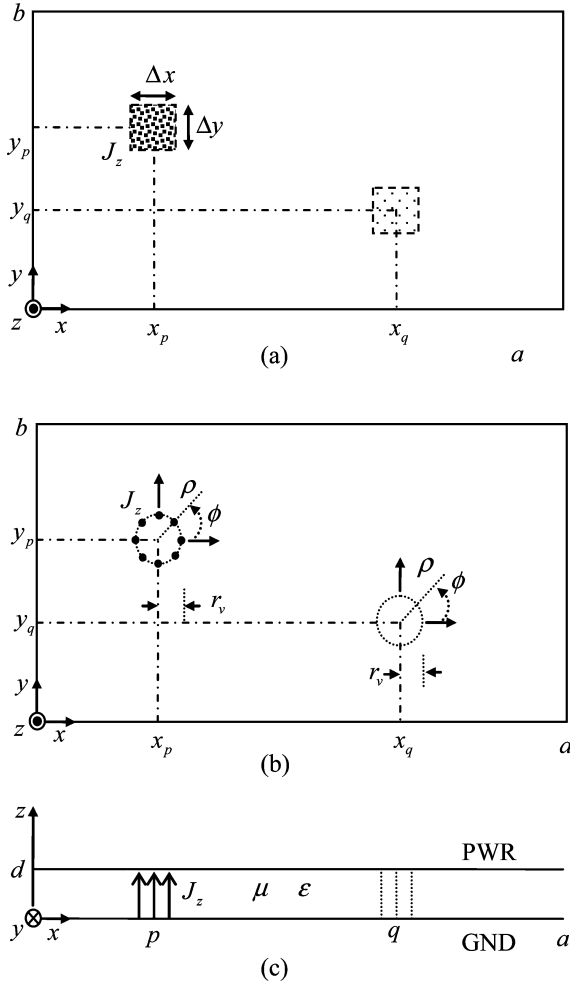 b
Δx
Δy
y_p
J_z
y_q
y
z
x
x_p
x_q
(a)
a
b
J_z
ρ
ϕ
y_p
ρ
ϕ
r_v
y_q
r_v
y
z
x
x_p
x_q
a
(b)
z
d
PWR
J_z
μ
ε
y
x
p
q
a
GND
(c)